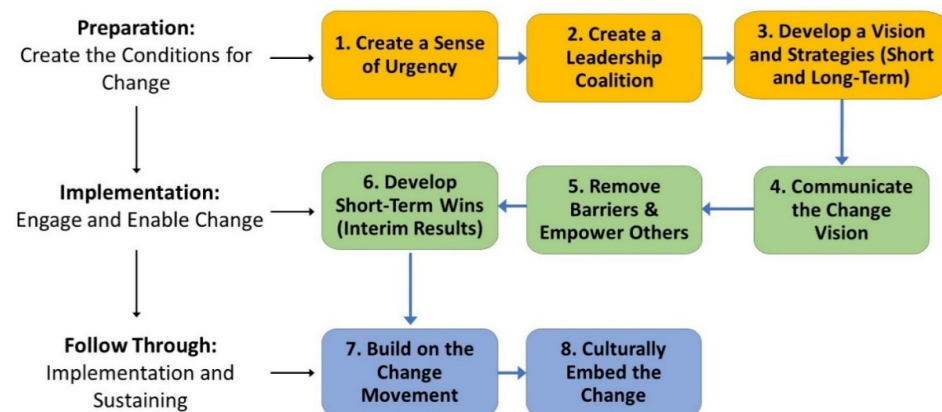 Preparation:
Create the Conditions for
Change
1. Create a Sense
of Urgency
2. Create a
Leadership
Coalition
3. Develop a Vision
and Strategies (Short
and Long-Term)
Implementation:
Engage and Enable Change
6. Develop
Short-Term Wins
(Interim Results)
5. Remove
Barriers &
Empower Others
4. Communicate
the Change
Vision
Follow Through:
Implementation and
Sustaining
7. Build on the
Change
Movement
8. Culturally
Embed the
Change